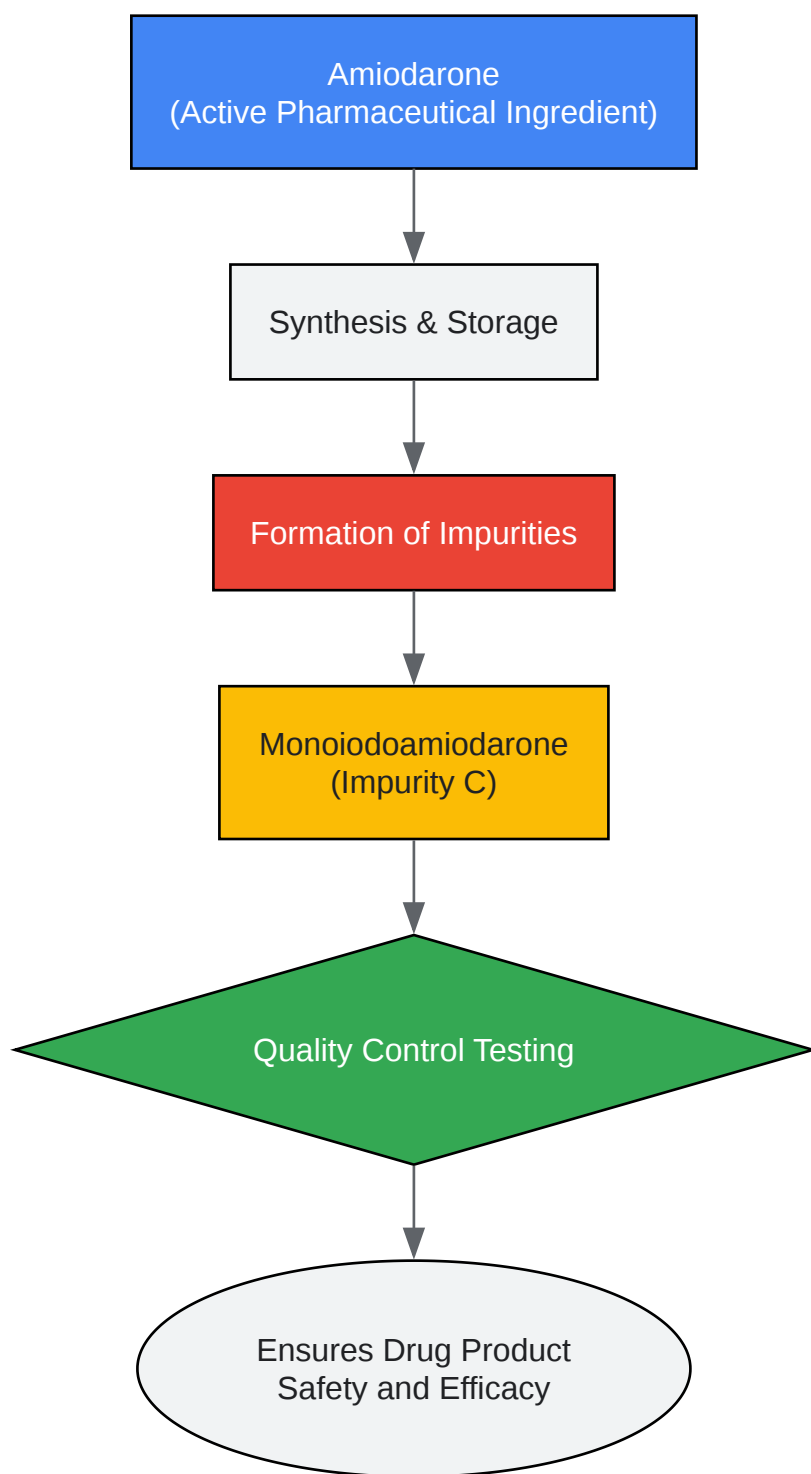 Amiodarone
(Active Pharmaceutical Ingredient)
Synthesis & Storage
Formation of Impurities
Monoiodoamiodarone
(Impurity C)
Quality Control Testing
Ensures Drug Product
Safety and Efficacy